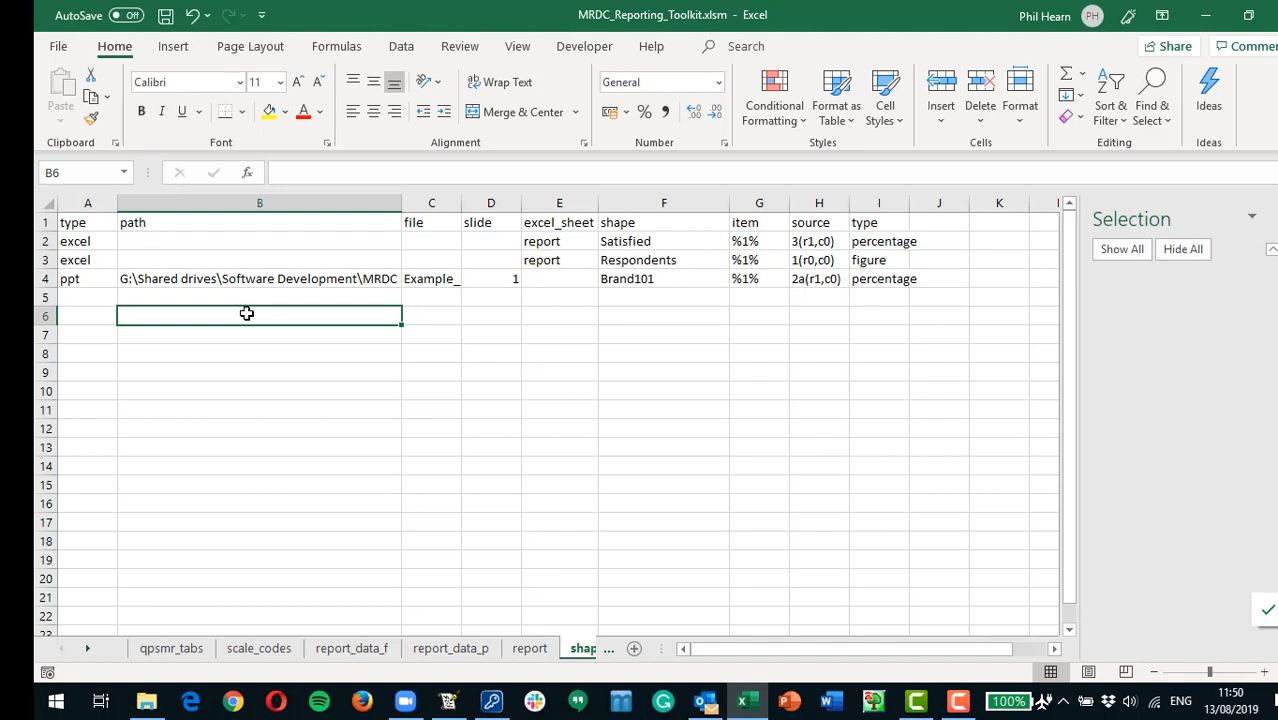 AutoSave Off MRDC_Reporting_Toolkit.xlsm - Excel Phil Hearn PH
File Home Insert Page Layout Formulas Data Review View Developer Help Search Share Comme
Paste Calibri 11 A A Wrap Text General Conditional Format as Cell Insert Delete Format Sort & Find & Ideas
B I U A Merge & Center % , Formatting Table Styles Filter Select
Clipboard Font Alignment Number Styles Cells Editing Ideas
B6 fx
A B C D E F G H I J K
1 type path file slide excel_sheet shape item source type
2 excel report Satisfied %1% 3(r1,c0) percentage
3 excel report Respondents %1% 1(r0,c0) figure
4 ppt G:\Shared drives\Software Development\MRDC Example_ 1 Brand101 %1% 2a(r1,c0) percentage
5
6
7
8
9
10
11
12
13
14
15
16
17
18
19
20
21
22
23
Selection
Show All Hide All
qpsmr_tabs scale_codes report_data_f report_data_p report shap ...
100% ENG 11:50
13/08/2019